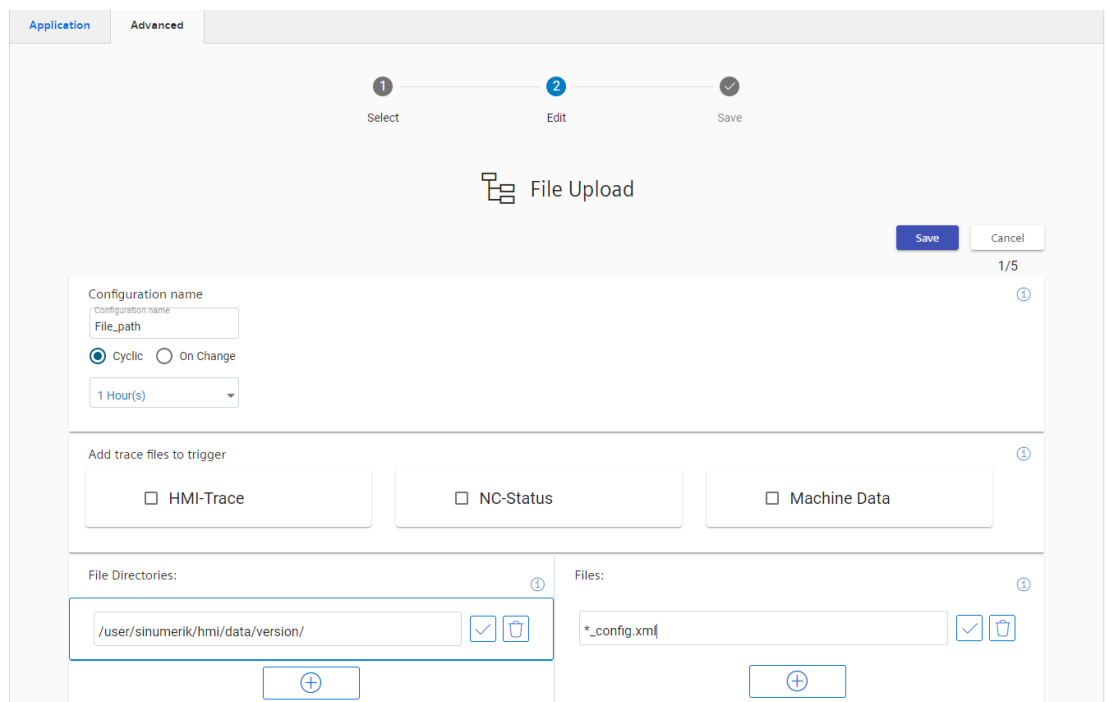 Application Advanced
1 2
Select Edit Save
File Upload
Save Cancel
1/5
Configuration name
Configuration name
File_path
Cyclic On Change
1 Hour(s)
Add trace files to trigger
HMI-Trace NC-Status Machine Data
File Directories: Files:
/user/sinumerik/hmi/data/version/ *_config.xml